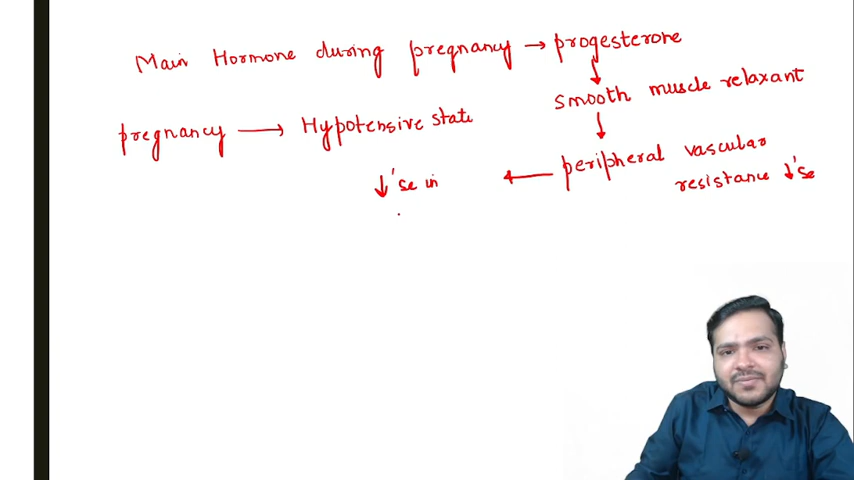 Main Hormone during pregnancy → progesterone
↓
smooth muscle relaxant
pregnancy → Hypotensive state
↓
peripheral vascular
↓'se in ←
resistance ↓'se